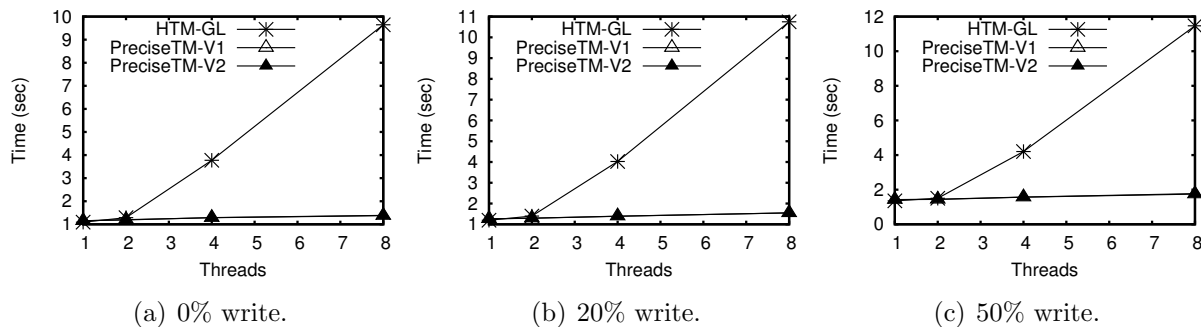 10
9
8
7
6
5
4
3
2
1
Time (sec)
HTM-GL
PreciseTM-V1
PreciseTM-V2
1 2 3 4 5 6 7 8
Threads
(a) 0% write.
11
10
9
8
7
6
5
4
3
2
1
Time (sec)
HTM-GL
PreciseTM-V1
PreciseTM-V2
1 2 3 4 5 6 7 8
Threads
(b) 20% write.
12
10
8
6
4
2
0
Time (sec)
HTM-GL
PreciseTM-V1
PreciseTM-V2
1 2 3 4 5 6 7 8
Threads
(c) 50% write.